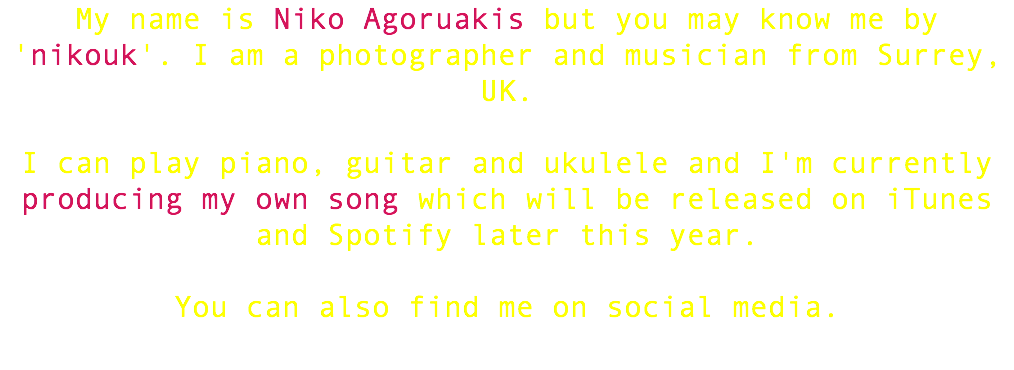 My name is Niko Agoruakis but you may know me by
'nikouk'. I am a photographer and musician from Surrey,
UK.
I can play piano, guitar and ukulele and I'm currently
producing my own song which will be released on iTunes
and Spotify later this year.
You can also find me on social media.